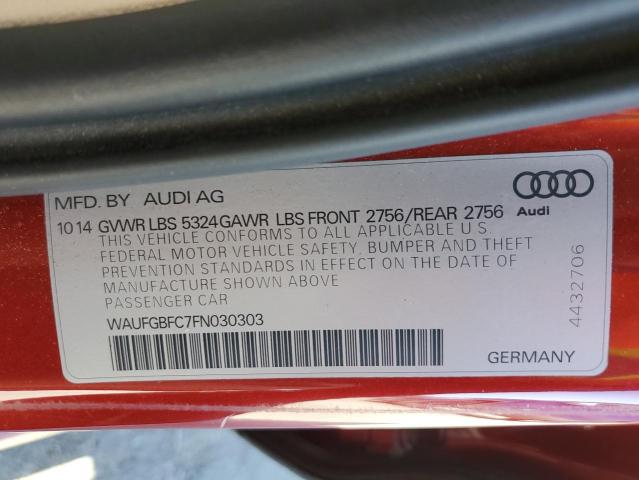 MFD. BY AUDI AG
10 14 GVWR LBS 5324 GAWR LBS FRONT 2756/REAR 2756
THIS VEHICLE CONFORMS TO ALL APPLICABLE U S
FEDERAL MOTOR VEHICLE SAFETY, BUMPER AND THEFT
PREVENTION STANDARDS IN EFFECT ON THE DATE OF
MANUFACTURE SHOWN ABOVE
PASSENGER CAR
WAUFGBFC7FN030303
Audi
4432706
GERMANY